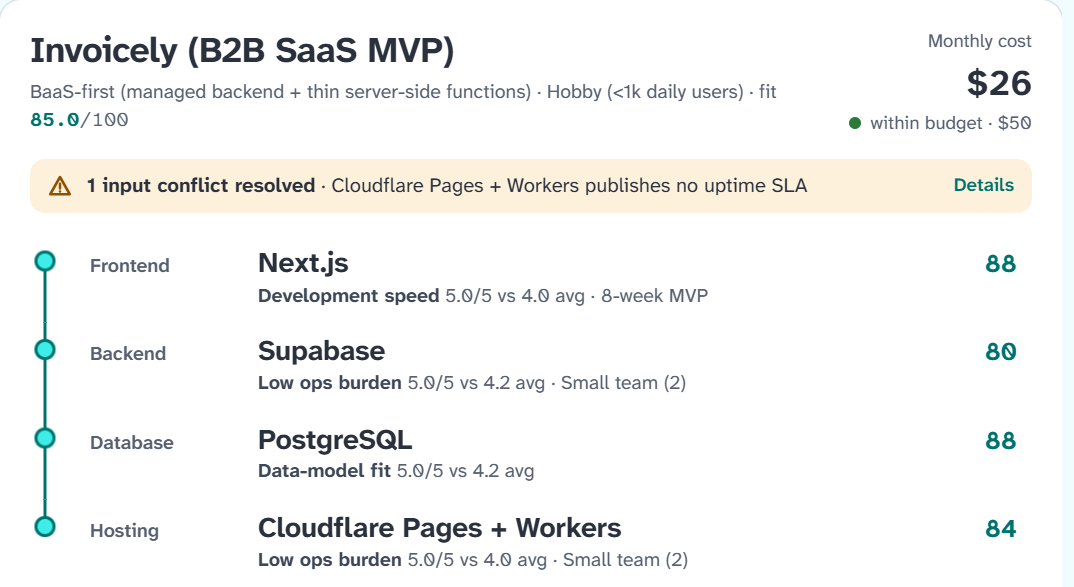 Invoicely (B2B SaaS MVP)
Monthly cost
$26
BaaS-first (managed backend + thin server-side functions) · Hobby (<1k daily users) · fit
85.0/100
within budget · $50
1 input conflict resolved · Cloudflare Pages + Workers publishes no uptime SLA
Details
Frontend
Next.js
88
Development speed 5.0/5 vs 4.0 avg · 8-week MVP
Backend
Supabase
80
Low ops burden 5.0/5 vs 4.2 avg · Small team (2)
Database
PostgreSQL
88
Data-model fit 5.0/5 vs 4.2 avg
Hosting
Cloudflare Pages + Workers
84
Low ops burden 5.0/5 vs 4.0 avg · Small team (2)